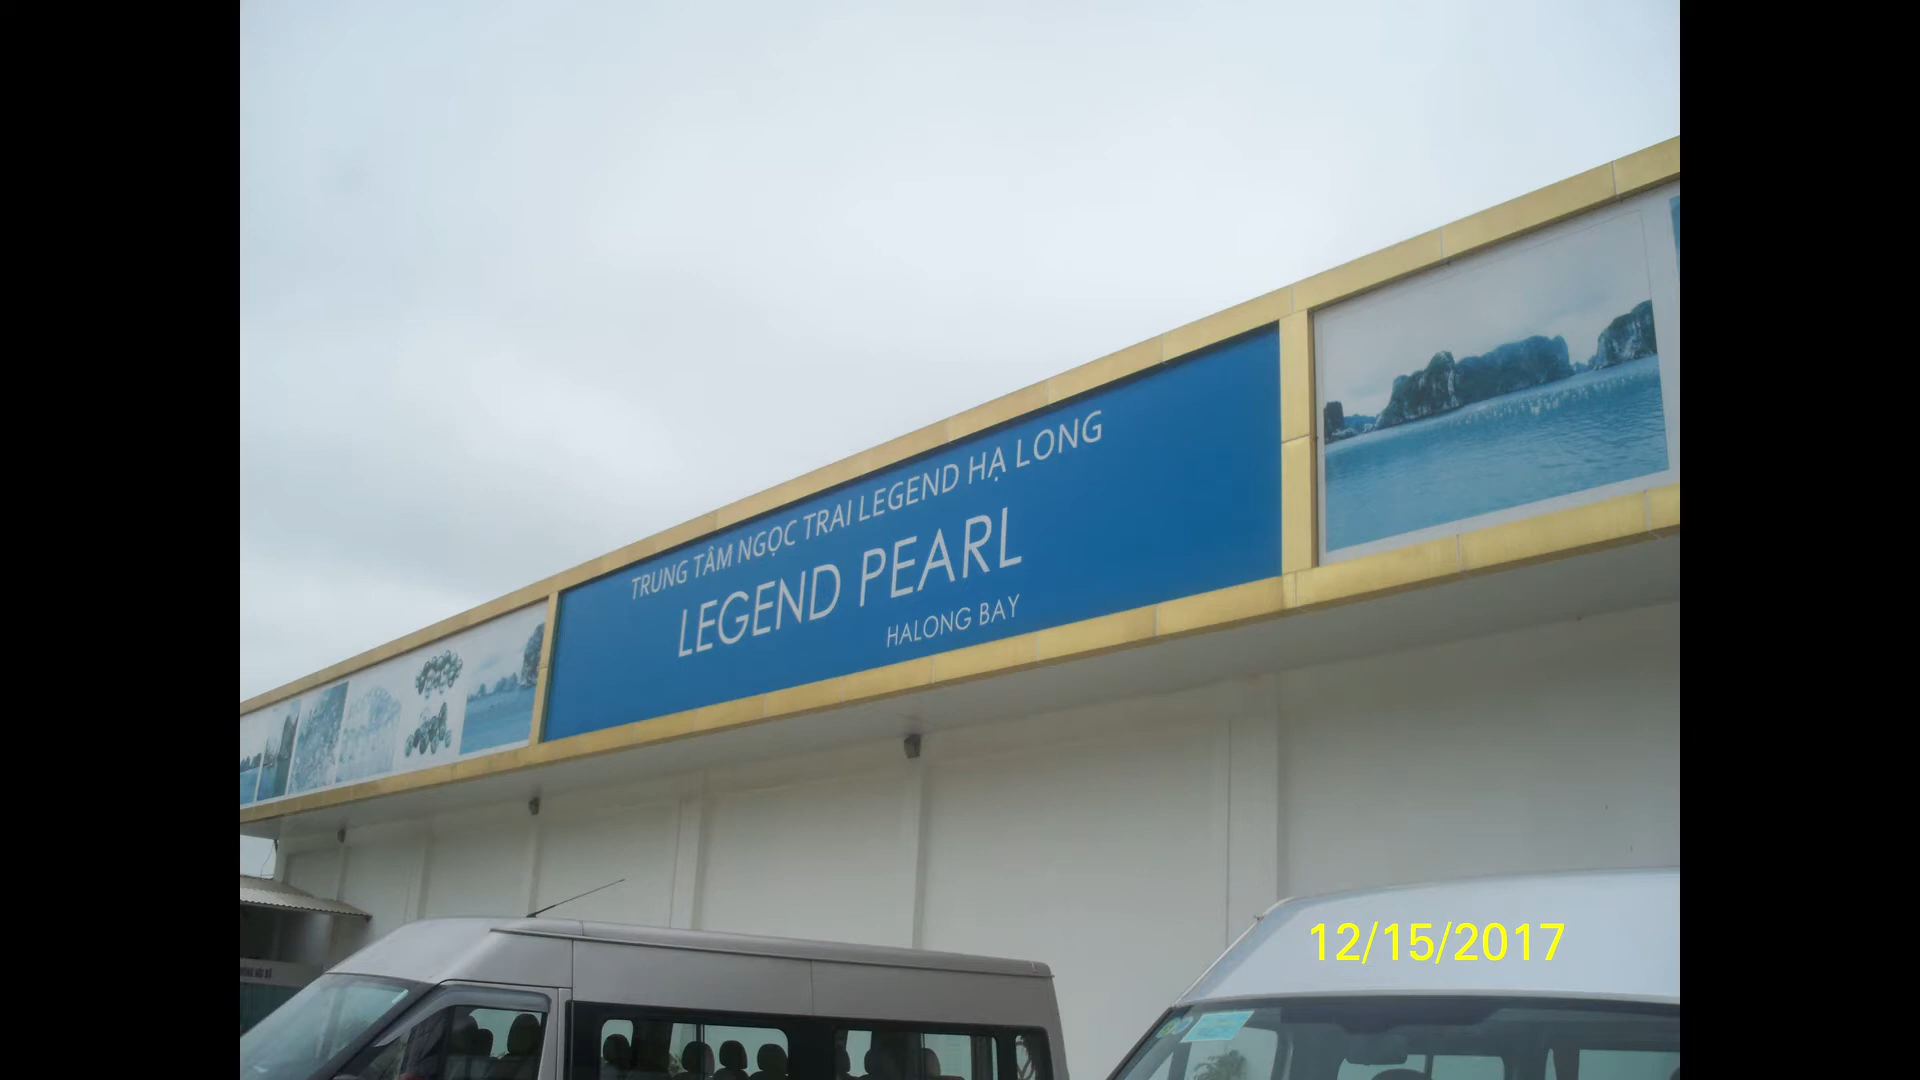 TRUNG TÂM NGỌC TRAI LEGEND HẠ LONG
LEGEND PEARL
HALONG BAY
12/15/2017